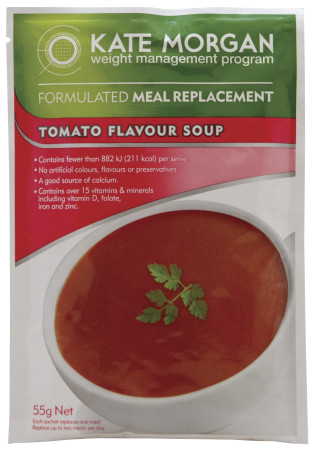 KATE MORGAN
weight management program
FORMULATED MEAL REPLACEMENT
TOMATO FLAVOUR SOUP
• Contains fewer than 882 kJ (211 kcal) per serve
• No artificial colours, flavours or preservatives
• A good source of calcium.
• Contains over 15 vitamins & minerals
including vitamin D, folate,
iron and zinc.
55g Net
Each sachet replaces one meal
Replace up to two meals per day